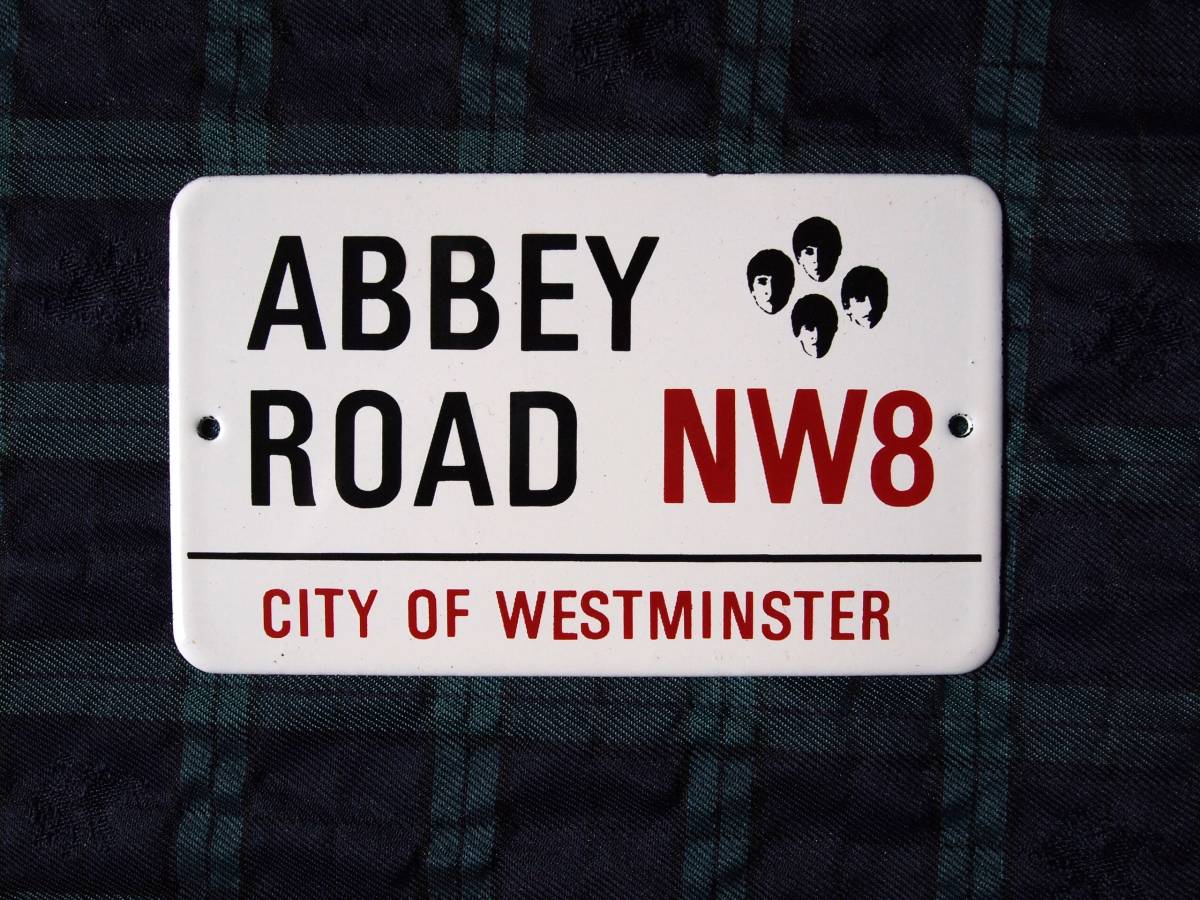 ABBEY
ROAD NW8
CITY OF WESTMINSTER